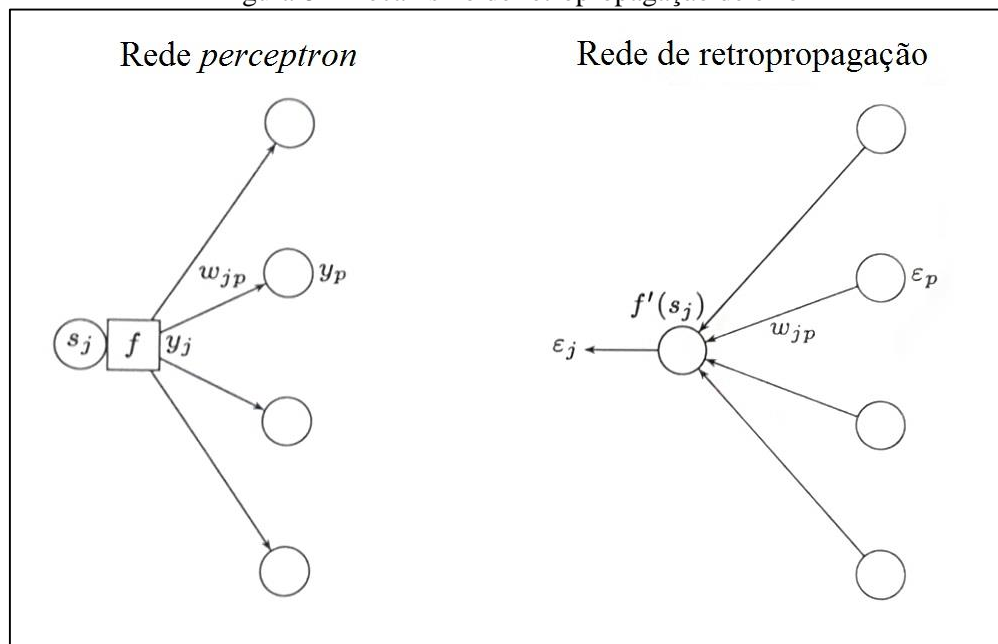 Rede perceptron
Rede de retropropagação
w_jp
y_p
s_j f y_j
f'(s_j)
ε_p
w_jp
ε_j